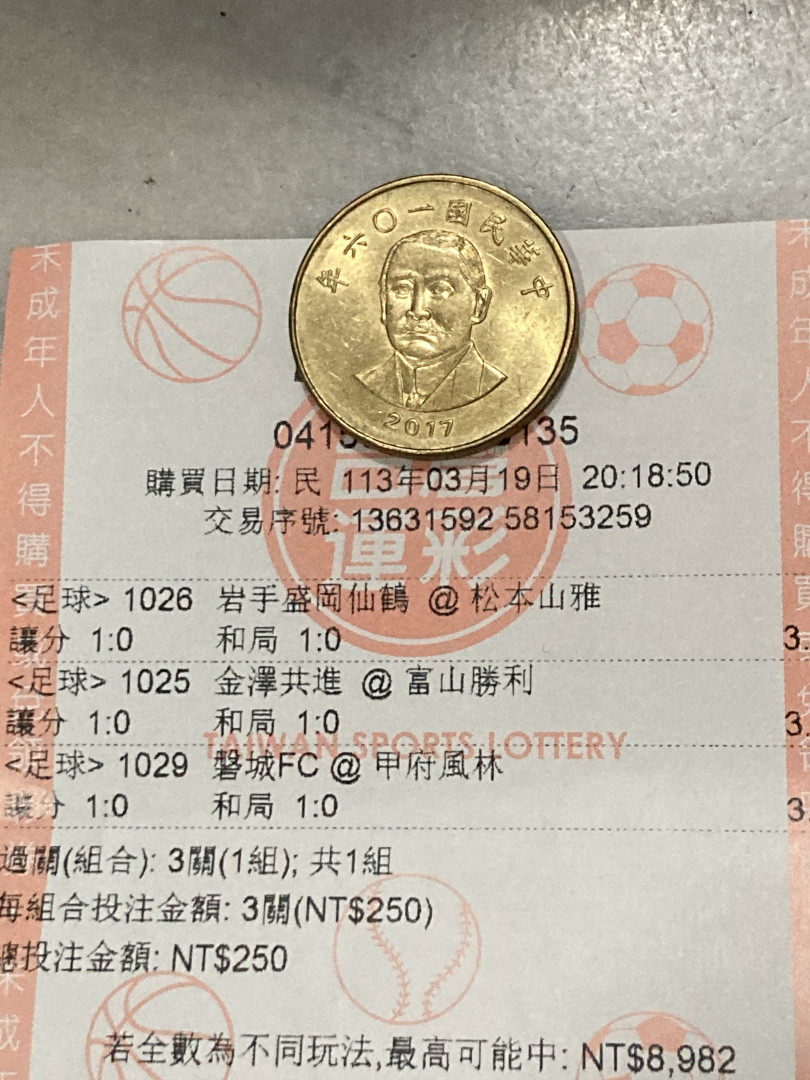 中華民國一〇六年
2017
未成年人不得購買
0415 135
購買日期: 民 113年03月19日 20:18:50
交易序號: 13631592 58153259
運彩
<足球> 1026 岩手盛岡仙鶴 @ 松本山雅
讓分 1:0 和局 1:0 3.
<足球> 1025 金澤共進 @ 富山勝利
讓分 1:0 和局 1:0 3.
TAIWAN SPORTS LOTTERY
<足球> 1029 磐城FC @ 甲府風林
讓分 1:0 和局 1:0 3.
過關(組合): 3關(1組); 共1組
每組合投注金額: 3關(NT$250)
總投注金額: NT$250
若全數為不同玩法,最高可能中: NT$8,982